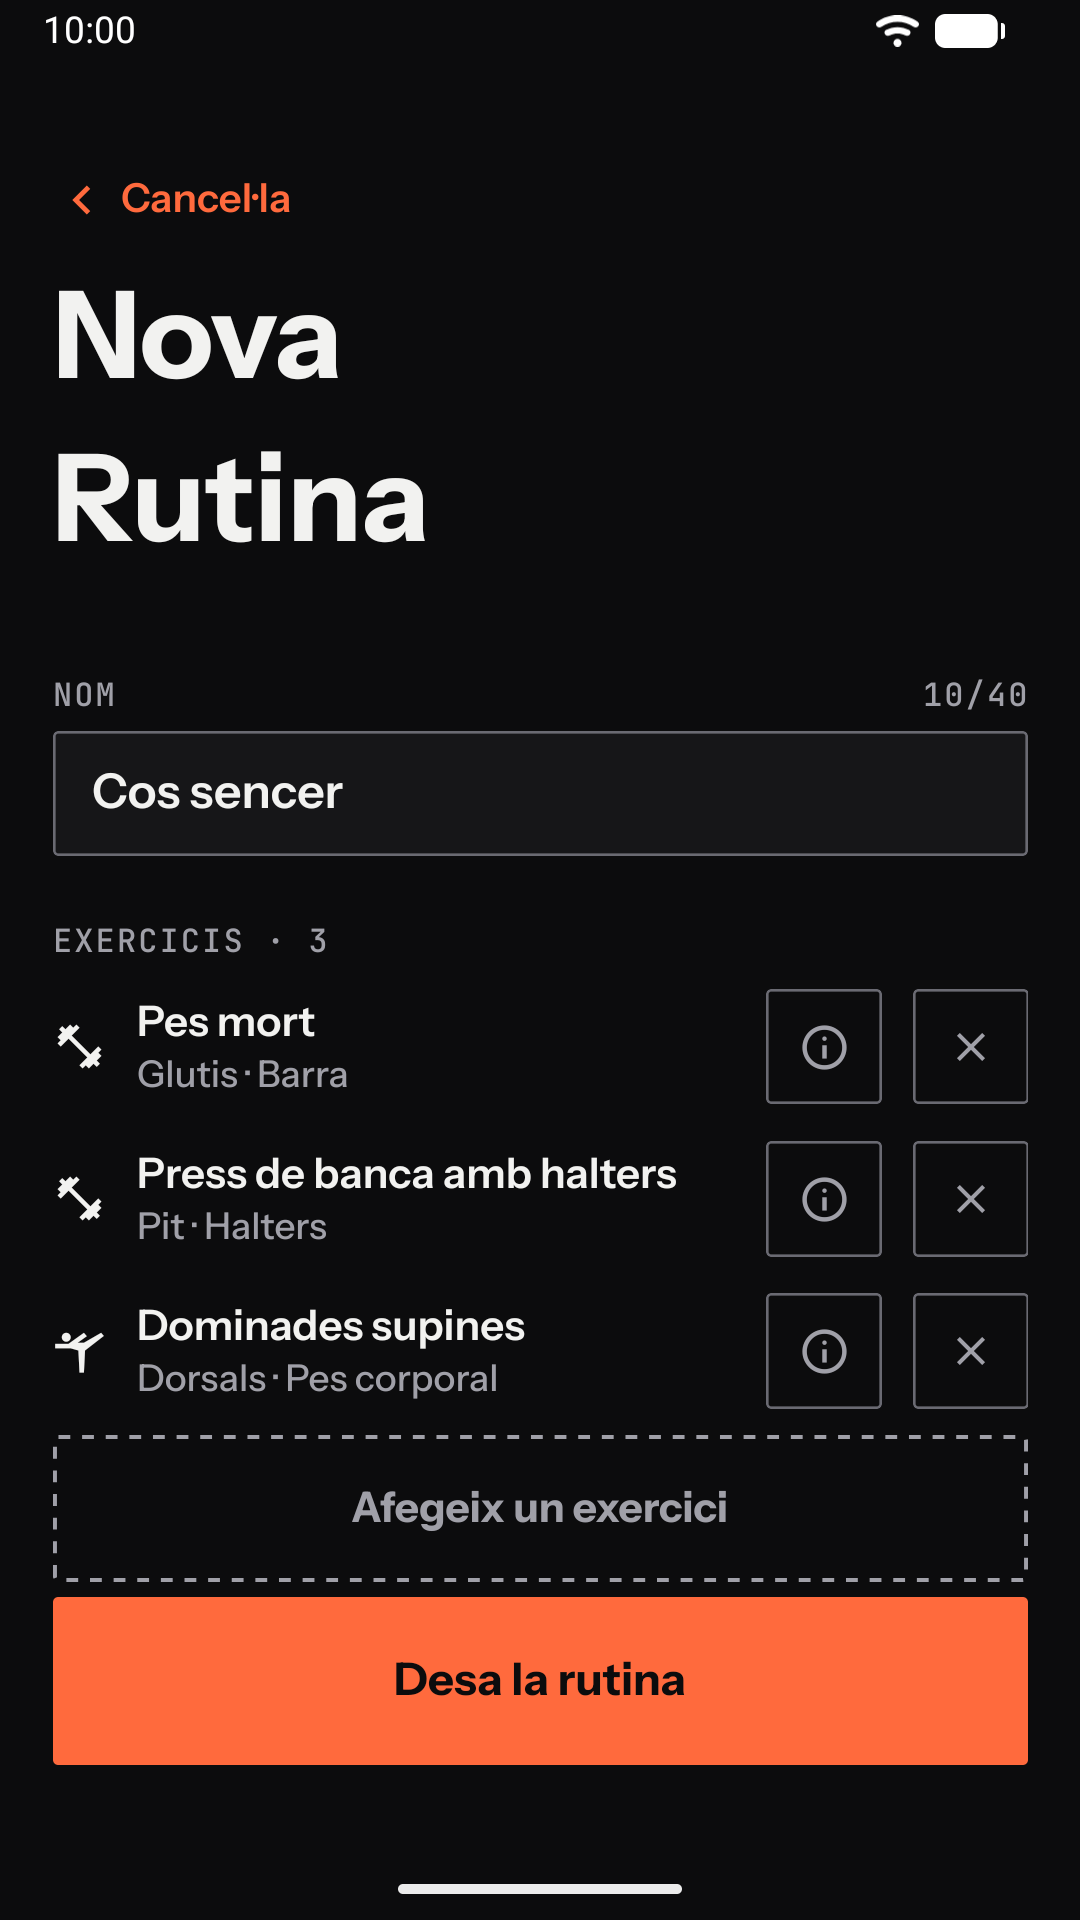 10:00
Cancel·la
Nova
Rutina
NOM
10/40
Cos sencer
EXERCICIS · 3
Pes mort
Glutis · Barra
Press de banca amb halters
Pit · Halters
Dominades supines
Dorsals · Pes corporal
Afegeix un exercici
Desa la rutina